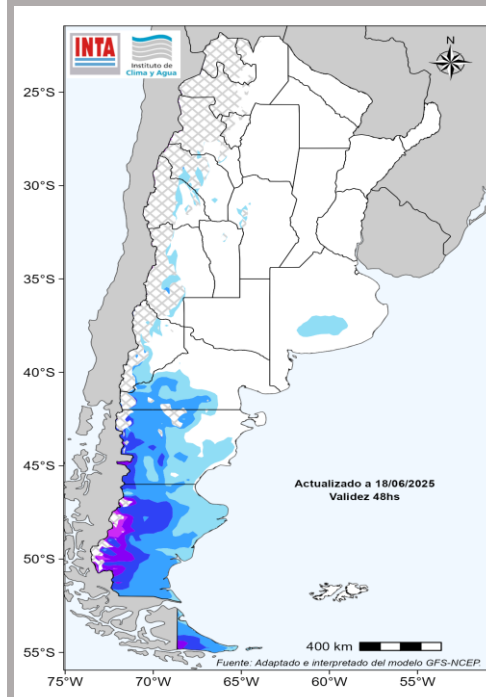 INTA
Instituto de
Clima y Agua
N
25°S
30°S
35°S
40°S
45°S
50°S
55°S
Actualizado a 18/06/2025
Validez 48hs
400 km
Fuente: Adaptado e interpretado del modelo GFS-NCEP.
75°W
70°W
65°W
60°W
55°W